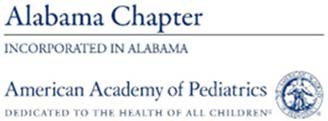 Alabama Chapter
INCORPORATED IN ALABAMA
American Academy of Pediatrics
DEDICATED TO THE HEALTH OF ALL CHILDREN®